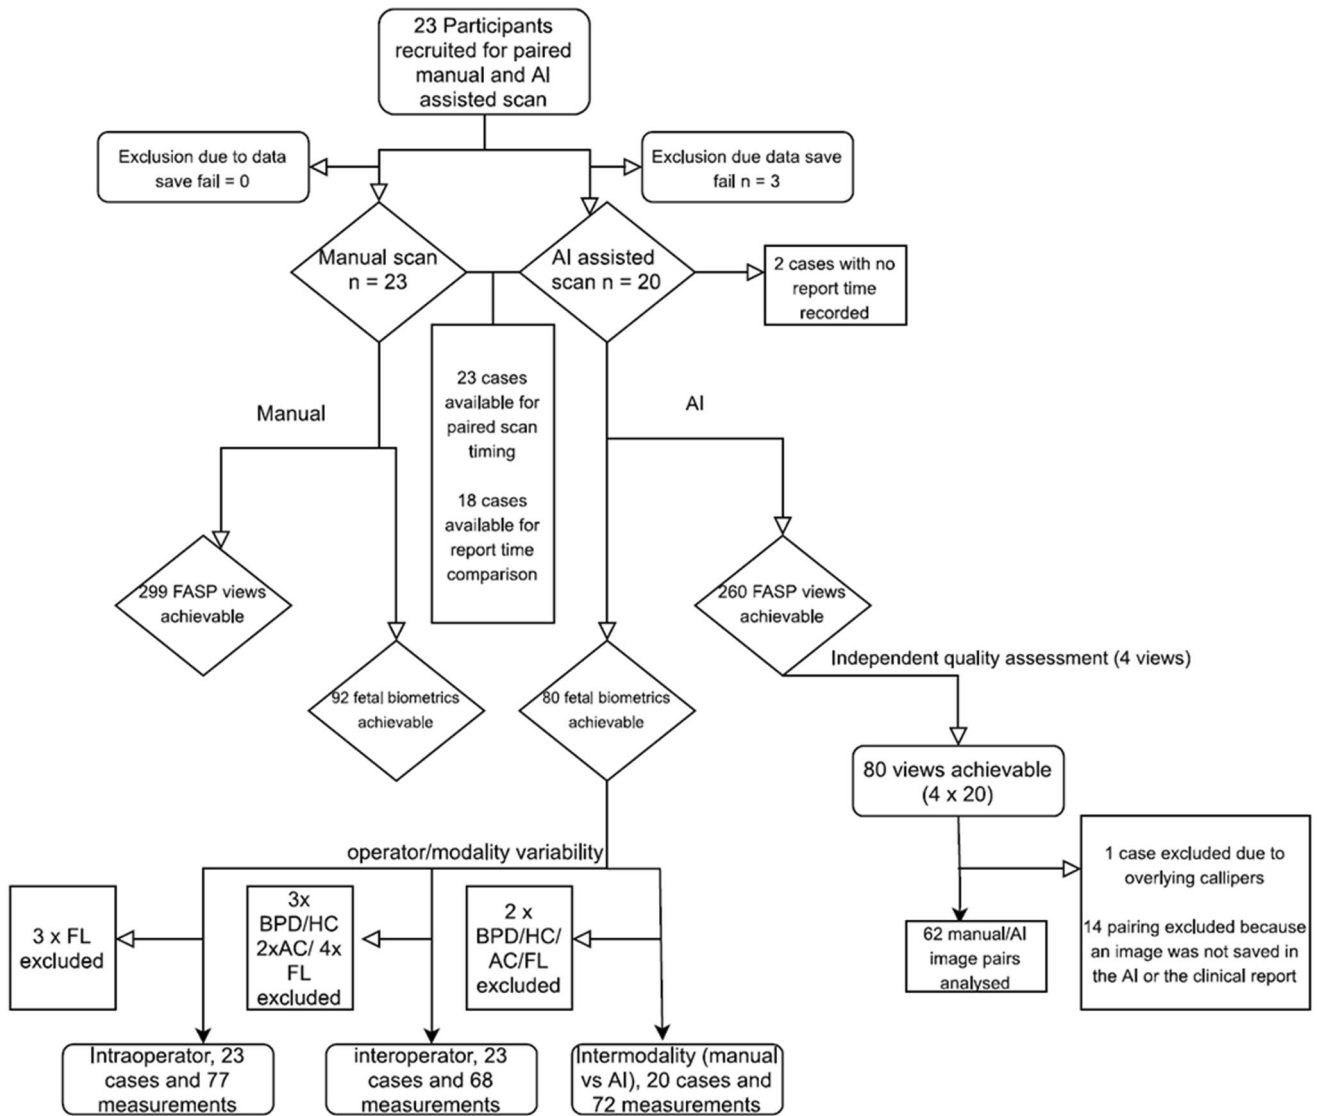 23 Participants
recruited for paired
manual and AI
assisted scan
Exclusion due to data
save fail = 0
Exclusion due data save
fail n = 3
Manual scan
n = 23
AI assisted
scan n = 20
2 cases with no
report time
recorded
23 cases
available for
paired scan
timing
18 cases
available for
report time
comparison
Manual
AI
299 FASP views
achievable
92 fetal biometrics
achievable
80 fetal biometrics
achievable
260 FASP views
achievable
Independent quality assessment (4 views)
80 views achievable
(4 x 20)
1 case excluded due to
overlying callipers
14 pairing excluded because
an image was not saved in
the AI or the clinical report
62 manual/AI
image pairs
analysed
operator/modality variability
3 x FL
excluded
3x
BPD/HC
2xAC/ 4x
FL
excluded
2 x
BPD/HC/
AC/FL
excluded
Intraoperator, 23
cases and 77
measurements
interoperator, 23
cases and 68
measurements
Intermodality (manual
vs AI), 20 cases and
72 measurements